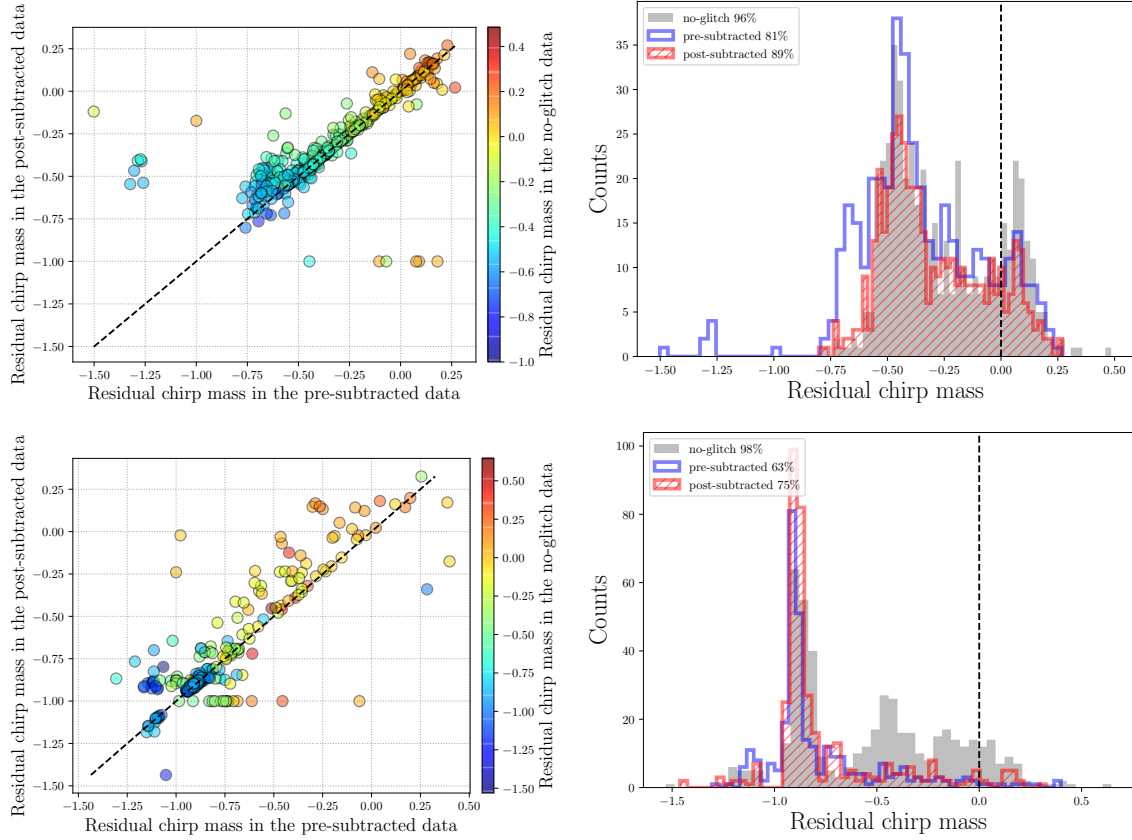 Residual chirp mass in the post-subtracted data
0.25
0.00
−0.25
−0.50
−0.75
−1.00
−1.25
−1.50
−1.50 −1.25 −1.00 −0.75 −0.50 −0.25 0.00 0.25
Residual chirp mass in the pre-subtracted data
0.4
0.2
0.0
−0.2
−0.4
−0.6
−0.8
−1.0
Residual chirp mass in the no-glitch data
no-glitch 96%
pre-subtracted 81%
post-subtracted 89%
Counts
35
30
25
20
15
10
5
0
−1.50 −1.25 −1.00 −0.75 −0.50 −0.25 0.00 0.25 0.50
Residual chirp mass
Residual chirp mass in the post-subtracted data
0.25
0.00
−0.25
−0.50
−0.75
−1.00
−1.25
−1.50
−1.50 −1.25 −1.00 −0.75 −0.50 −0.25 0.00 0.25 0.50
Residual chirp mass in the pre-subtracted data
0.50
0.25
0.00
−0.25
−0.50
−0.75
−1.00
−1.25
−1.50
Residual chirp mass in the no-glitch data
no-glitch 98%
pre-subtracted 63%
post-subtracted 75%
Counts
100
80
60
40
20
0
−1.5 −1.0 −0.5 0.0 0.5
Residual chirp mass